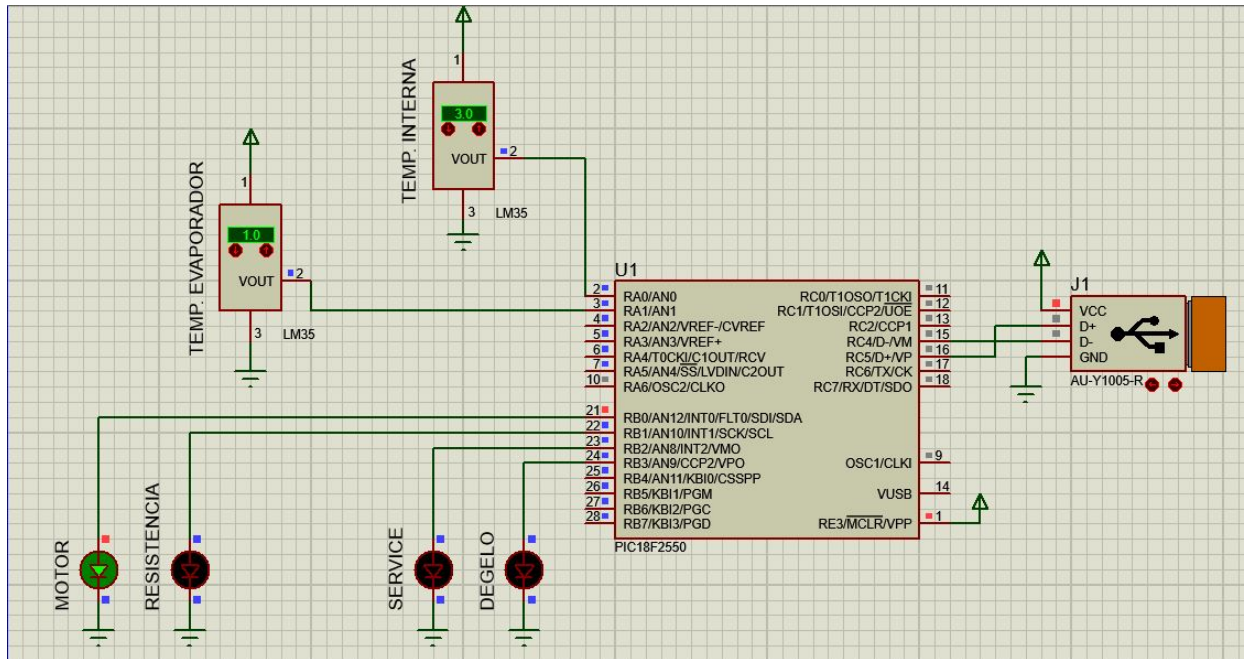 TEMP. INTERNA
1
3.0
VOUT
2
3
LM35
TEMP. EVAPORADOR
1
1.0
VOUT
2
3
LM35
U1
2 RA0/AN0
3 RA1/AN1
4 RA2/AN2/VREF-/CVREF
5 RA3/AN3/VREF+
6 RA4/T0CKI/C1OUT/RCV
7 RA5/AN4/SS/LVDIN/C2OUT
10 RA6/OSC2/CLKO
21 RB0/AN12/INT0/FLT0/SDI/SDA
22 RB1/AN10/INT1/SCK/SCL
23 RB2/AN8/INT2/VMO
24 RB3/AN9/CCP2/VPO
25 RB4/AN11/KBI0/CSSPP
26 RB5/KBI1/PGM
27 RB6/KBI2/PGC
28 RB7/KBI3/PGD
RC0/T1OSO/T1CKI 11
RC1/T1OSI/CCP2/UOE 12
RC2/CCP1 13
RC4/D-/VM 15
RC5/D+/VP 16
RC6/TX/CK 17
RC7/RX/DT/SDO 18
OSC1/CLKI 9
VUSB 14
RE3/MCLR/VPP 1
PIC18F2550
J1
VCC
D+
D-
GND
AU-Y1005-R
MOTOR
RESISTENCIA
SERVICE
DEGELO